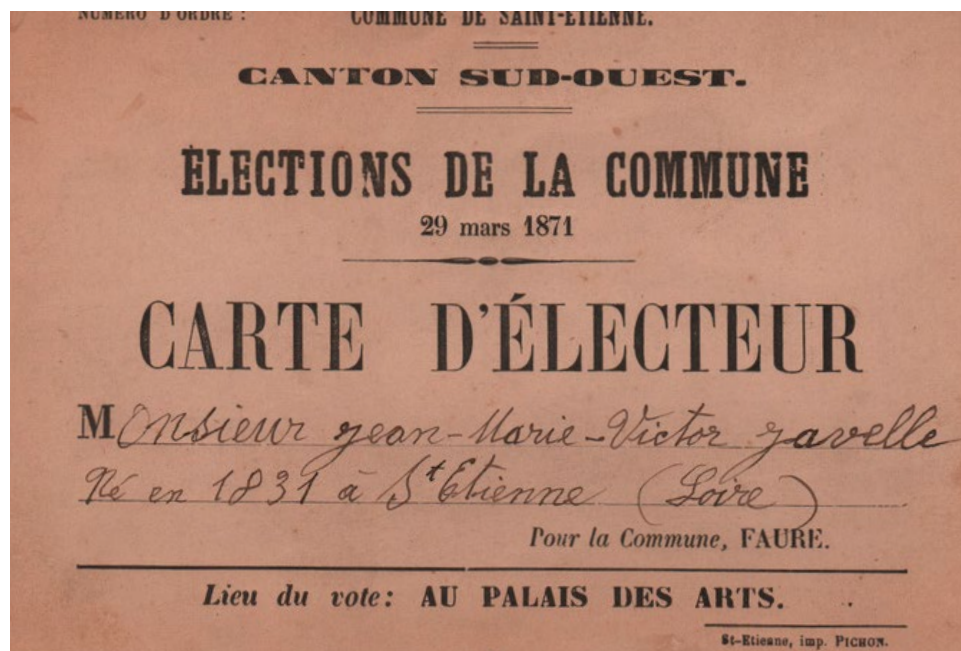 NUMÉRO D'ORDRE : COMMUNE DE SAINT-ETIENNE.
CANTON SUD-OUEST.
ÉLECTIONS DE LA COMMUNE
29 mars 1871
CARTE D'ÉLECTEUR
Monsieur Jean-Marie-Victor Javelle
Né en 1831 à St Etienne (Loire)
Pour la Commune, FAURE.
Lieu du vote: AU PALAIS DES ARTS.
St-Etienne, imp. PICHON.